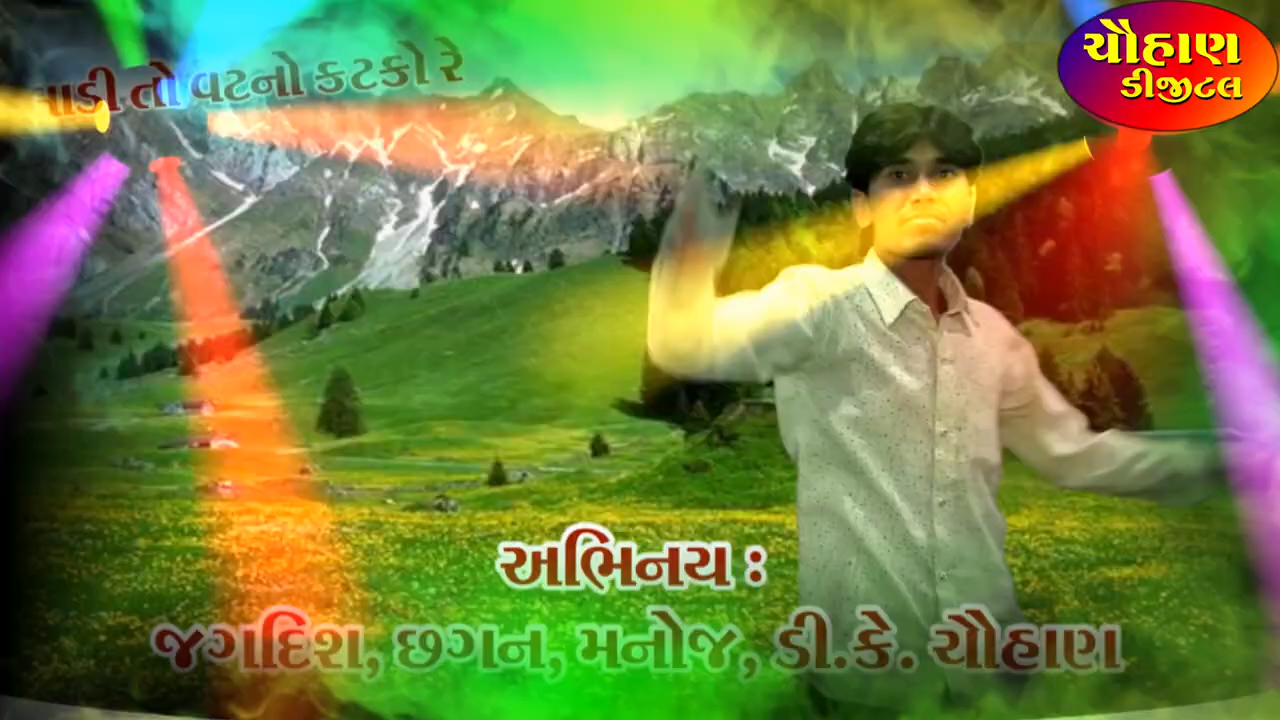 તો વટનો કટકો રે
ચૌહાણ
ડીજીટલ
અભિનય :
જગદિશ, છગન, મનોજ, ડી.કે. ચૌહાણ